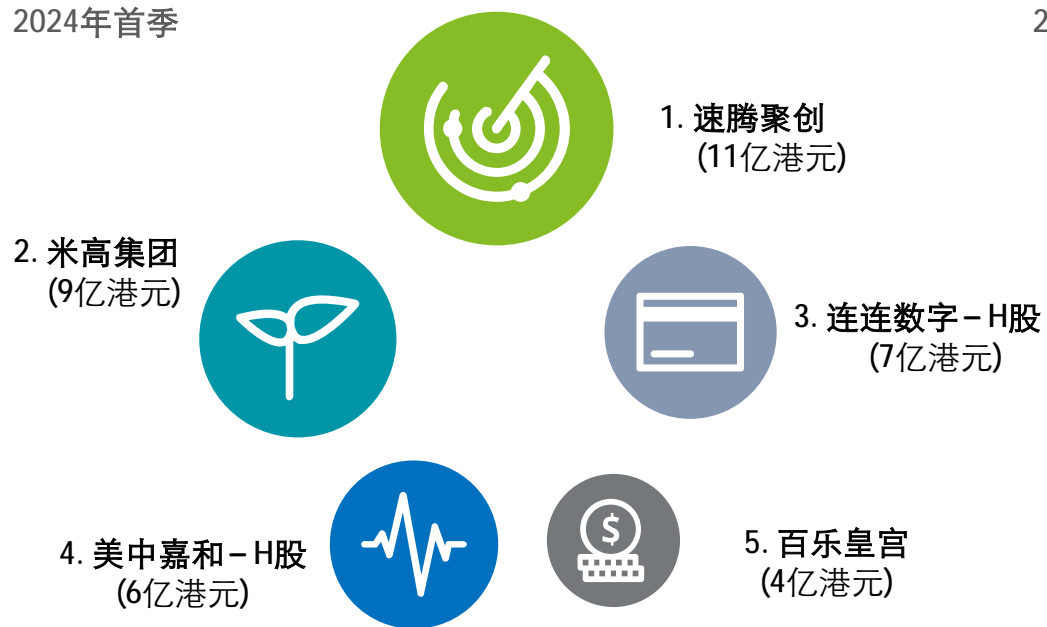 2024年首季
2
1. 速腾聚创
(11亿港元)
2. 米高集团
(9亿港元)
3. 连连数字–H股
(7亿港元)
$
4. 美中嘉和–H股
(6亿港元)
5. 百乐皇宫
(4亿港元)